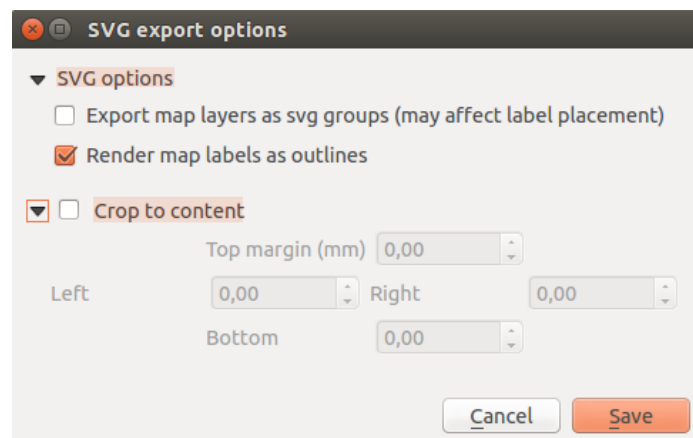 SVG export options
SVG options
Export map layers as svg groups (may affect label placement)
Render map labels as outlines
Crop to content
Top margin (mm) 0,00
Left 0,00 Right 0,00
Bottom 0,00
Cancel Save